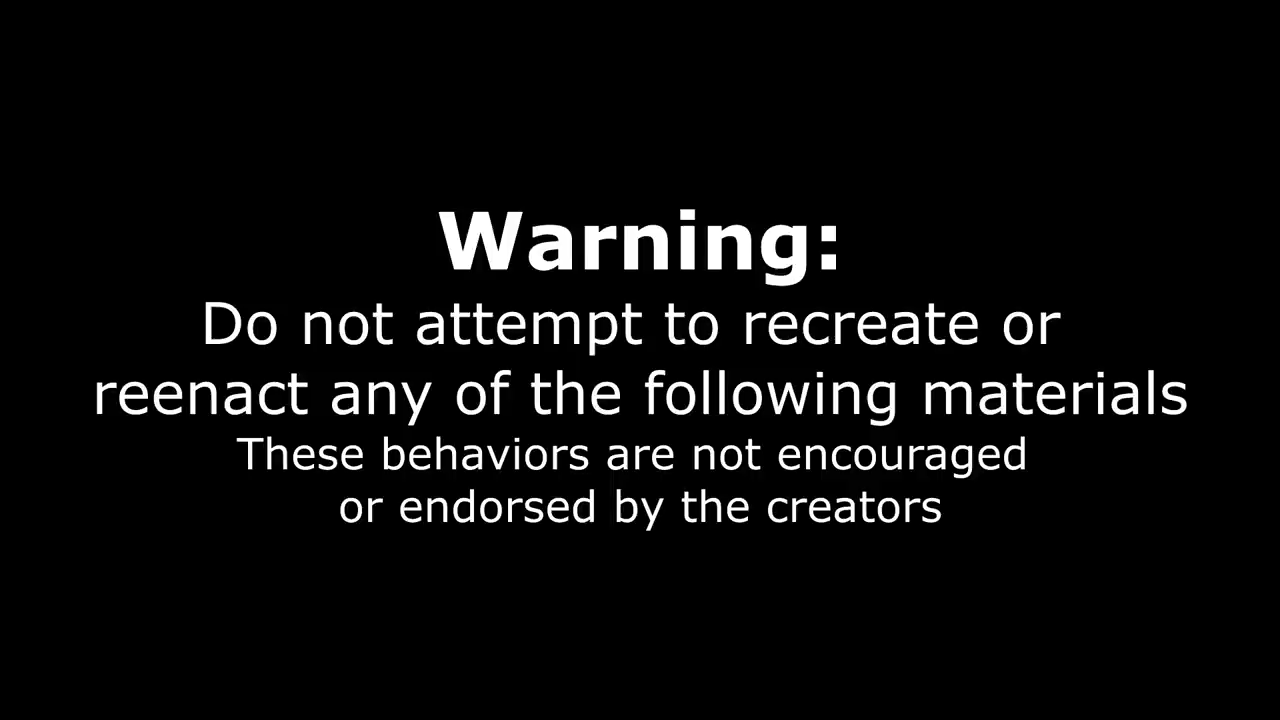 Warning:
Do not attempt to recreate or
reenact any of the following materials
These behaviors are not encouraged
or endorsed by the creators